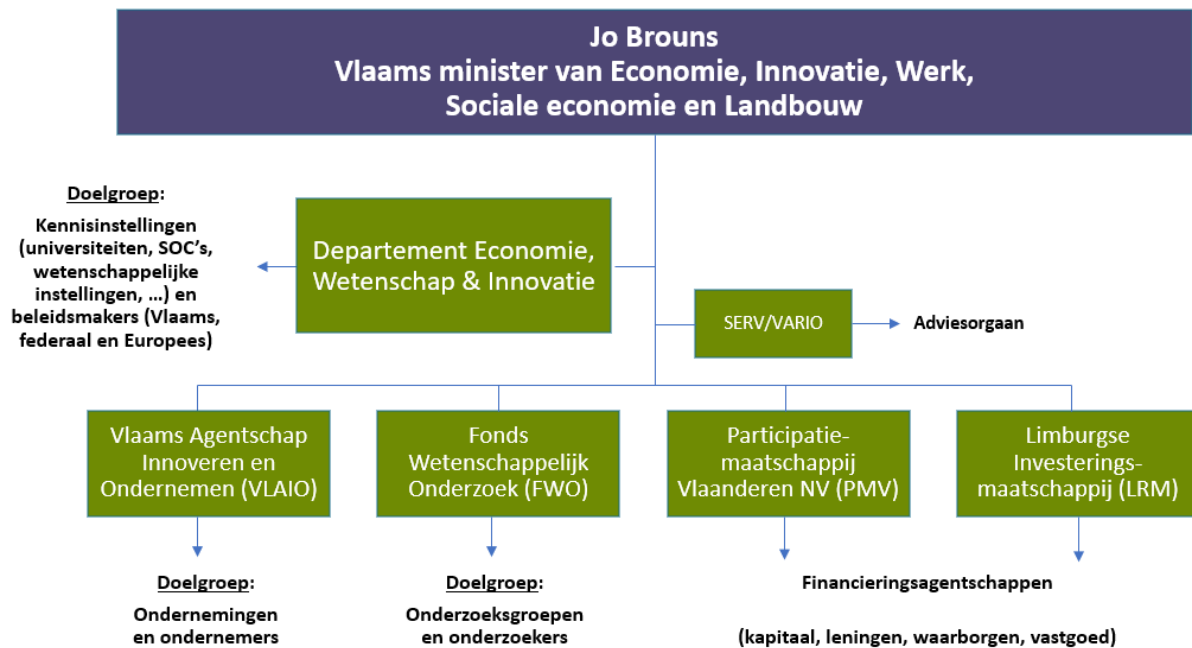 Jo Brouns
Vlaams minister van Economie, Innovatie, Werk,
Sociale economie en Landbouw
Doelgroep:
Kennisinstellingen
(universiteiten, SOC's,
wetenschappelijke
instellingen, ...) en
beleidsmakers (Vlaams,
federaal en Europees)
Departement Economie,
Wetenschap & Innovatie
SERV/VARIO
Adviesorgaan
Vlaams Agentschap
Innoveren en
Ondernemen (VLAIO)
Fonds
Wetenschappelijk
Onderzoek (FWO)
Participatie-
maatschappij
Vlaanderen NV (PMV)
Limburgse
Investerings-
maatschappij (LRM)
Doelgroep:
Ondernemingen
en ondernemers
Doelgroep:
Onderzoeksgroepen
en onderzoekers
Financieringsagentschappen
(kapitaal, leningen, waarborgen, vastgoed)